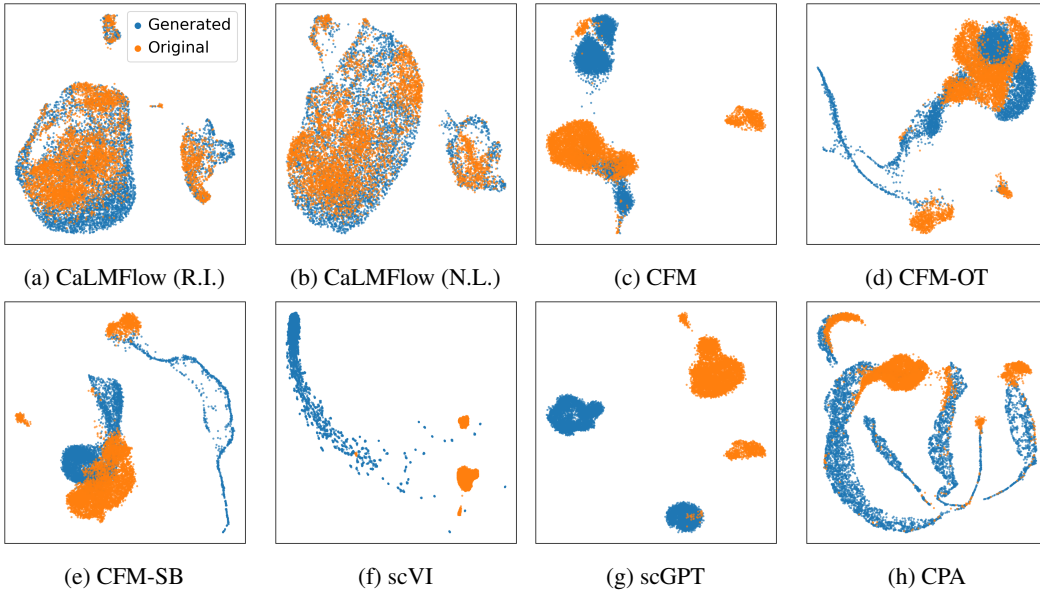 Generated
Original
(a) CaLMFlow (R.I.)
(b) CaLMFlow (N.L.)
(c) CFM
(d) CFM-OT
(e) CFM-SB
(f) scVI
(g) scGPT
(h) CPA